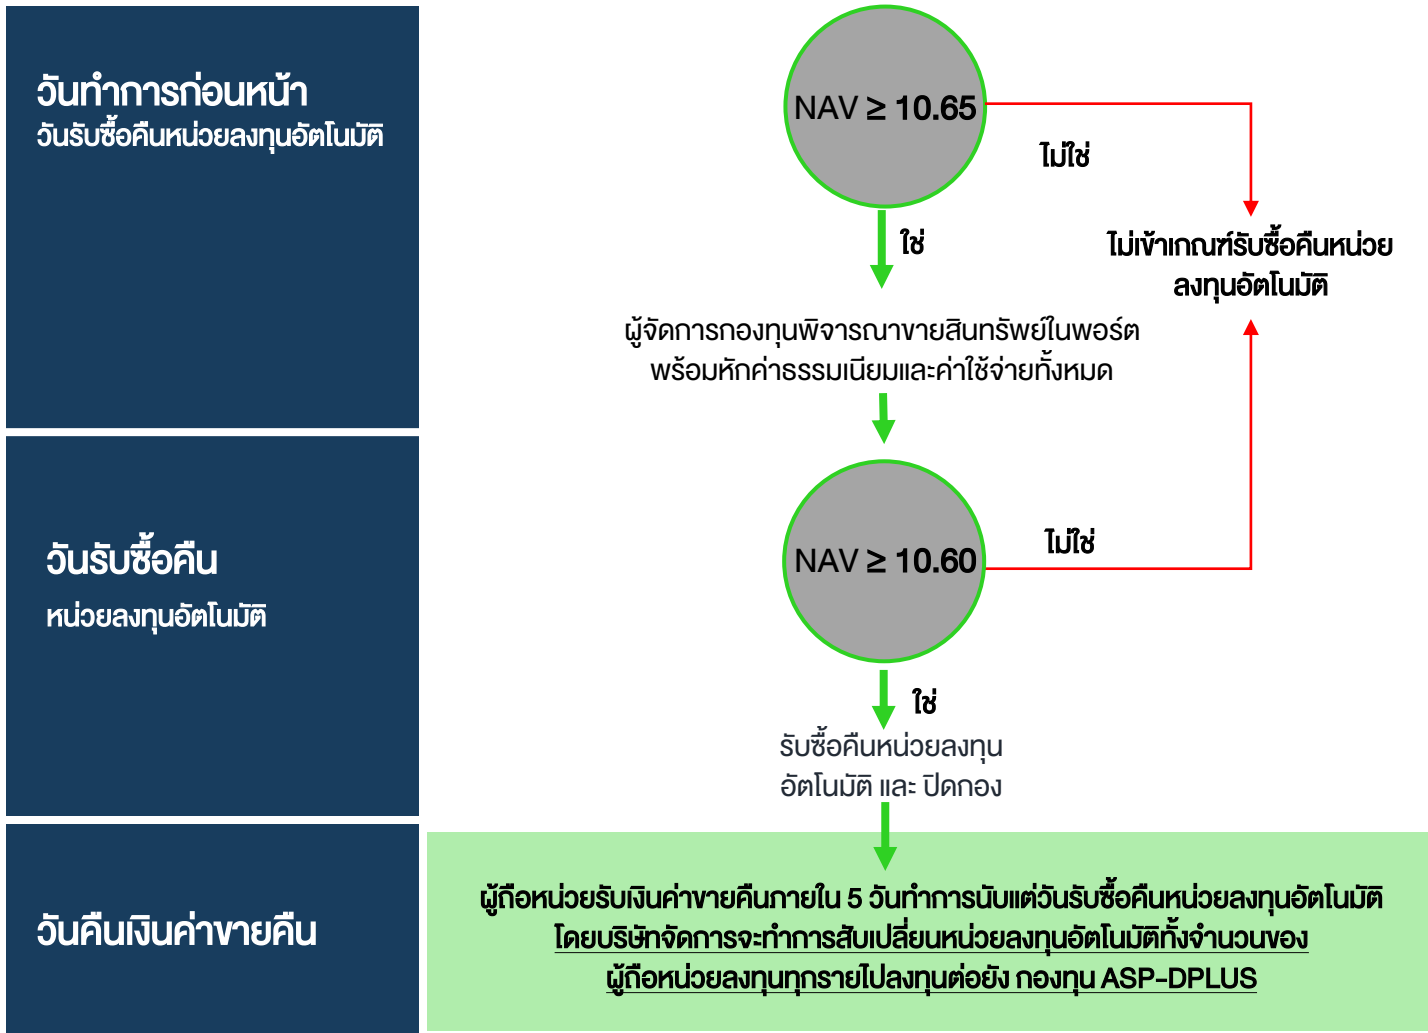 วันทำการก่อนหน้า
วันรับซื้อคืนหน่วยลงทุนอัตโนมัติ
NAV ≥ 10.65
ไม่ใช่
ใช่
ไม่เข้าเกณฑ์รับซื้อคืนหน่วย
ลงทุนอัตโนมัติ
ผู้จัดการกองทุนพิจารณาขายสินทรัพย์ในพอร์ต
พร้อมหักค่าธรรมเนียมและค่าใช้จ่ายทั้งหมด
วันรับซื้อคืน
หน่วยลงทุนอัตโนมัติ
NAV ≥ 10.60
ไม่ใช่
ใช่
รับซื้อคืนหน่วยลงทุน
อัตโนมัติ และ ปิดกอง
วันคืนเงินค่าขายคืน
ผู้ถือหน่วยรับเงินค่าขายคืนภายใน 5 วันทำการนับแต่วันรับซื้อคืนหน่วยลงทุนอัตโนมัติ
โดยบริษัทจัดการจะทำการสับเปลี่ยนหน่วยลงทุนอัตโนมัติทั้งจำนวนของ
ผู้ถือหน่วยลงทุนทุกรายไปลงทุนต่อยัง กองทุน ASP-DPLUS